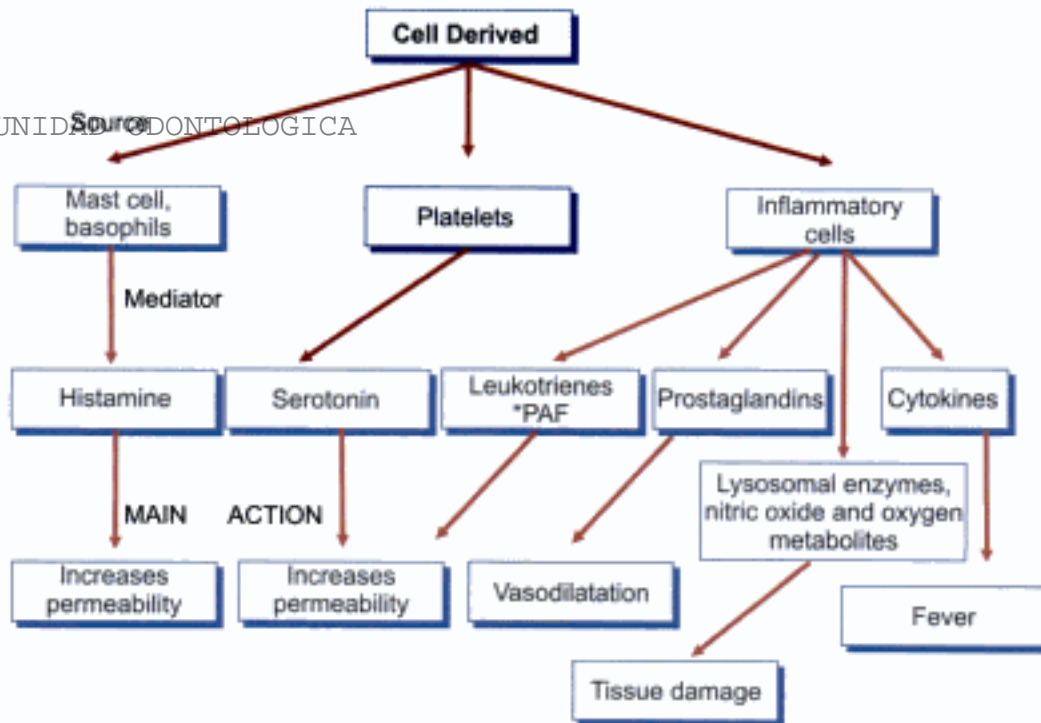 Cell Derived
Source
UNIDAD ODONTOLOGICA
Mast cell,
basophils
Platelets
Inflammatory
cells
Mediator
Histamine
Serotonin
Leukotrienes
*PAF
Prostaglandins
Cytokines
Lysosomal enzymes,
nitric oxide and oxygen
metabolites
MAIN ACTION
Increases
permeability
Increases
permeability
Vasodilatation
Fever
Tissue damage